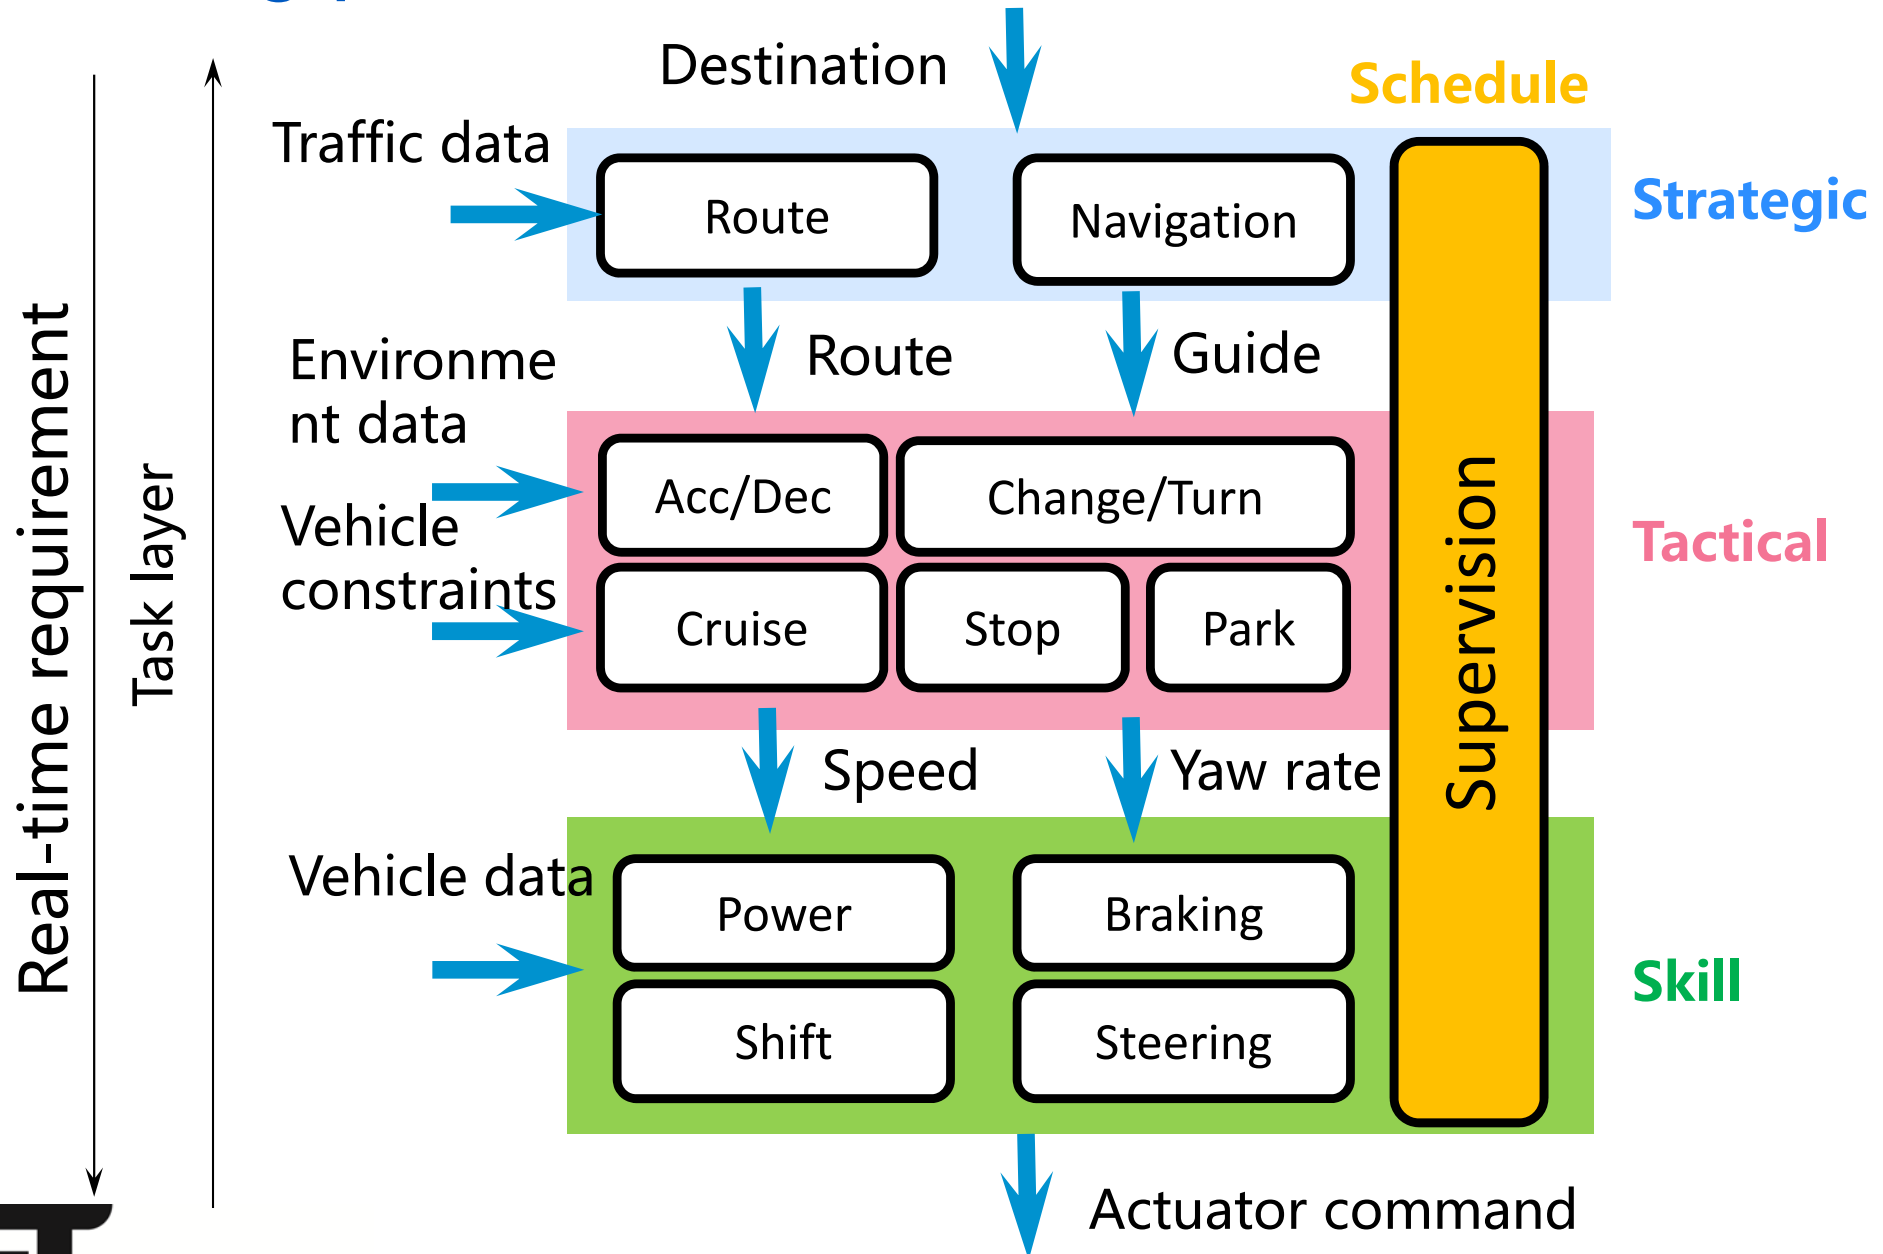 Destination
Schedule
Traffic data
Route
Navigation
Strategic
Route
Guide
Environme
nt data
Acc/Dec
Change/Turn
Vehicle
constraints
Cruise
Stop
Park
Tactical
Supervision
Real-time requirement
Task layer
Speed
Yaw rate
Vehicle data
Power
Braking
Shift
Steering
Skill
Actuator command